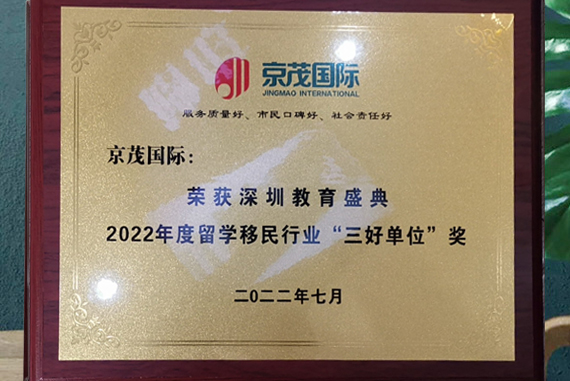 京茂国际
JINGMAO INTERNATIONAL
服务质量好、市民口碑好、社会责任好
京茂国际：
荣获深圳教育盛典
2022年度留学移民行业“三好单位”奖
二0二二年七月